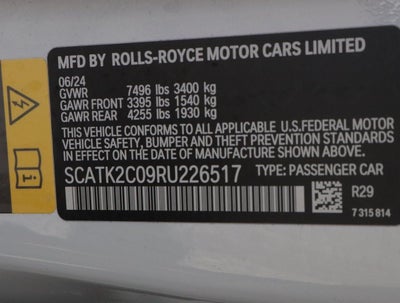 MFD BY ROLLS-ROYCE MOTOR CARS LIMITED
06/24
GVWR 7496 lbs 3400 kg
GAWR FRONT 3395 lbs 1540 kg
GAWR REAR 4255 lbs 1930 kg
THIS VEHICLE CONFORMS TO ALL APPLICABLE U.S.FEDERAL MOTOR
VEHICLE SAFETY, BUMPER AND THEFT PREVENTION STANDARDS
IN EFFECT ON THE DATE OF MANUFACTURE SHOWN ABOVE.
SCATK2C09RU226517 TYPE: PASSENGER CAR
R29
7 315 814